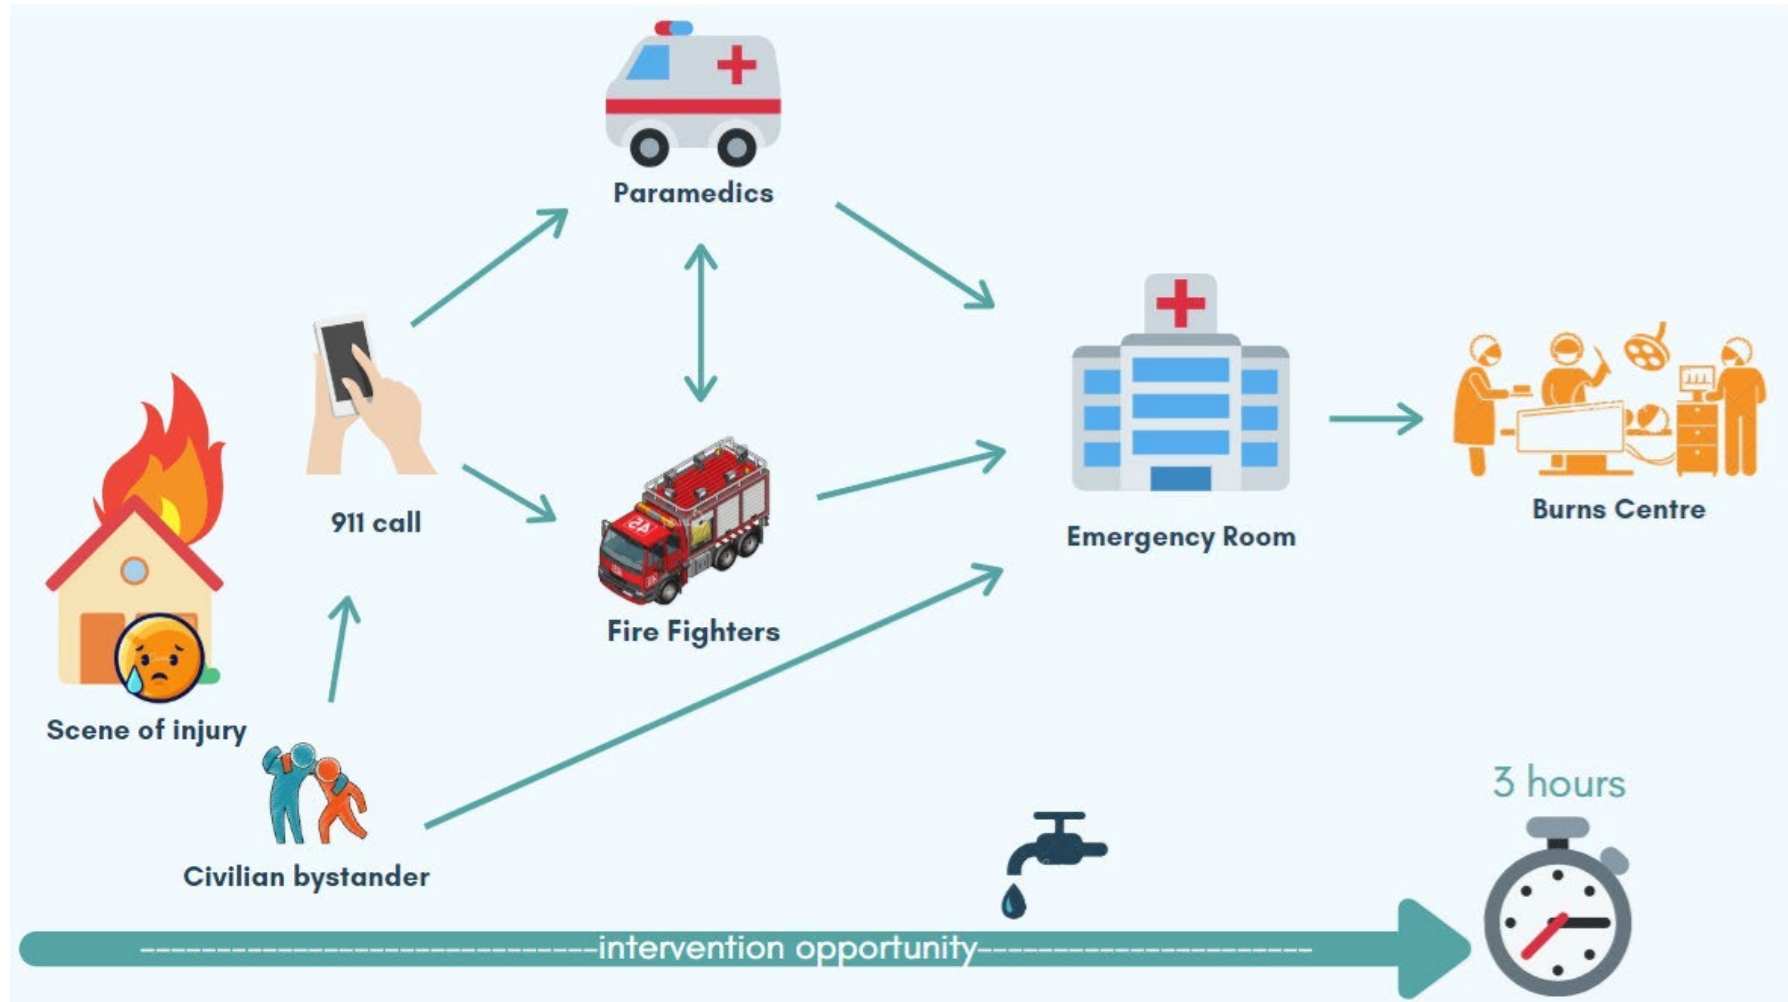 Paramedics
911 call
Fire Fighters
Emergency Room
Burns Centre
Scene of injury
Civilian bystander
3 hours
intervention opportunity